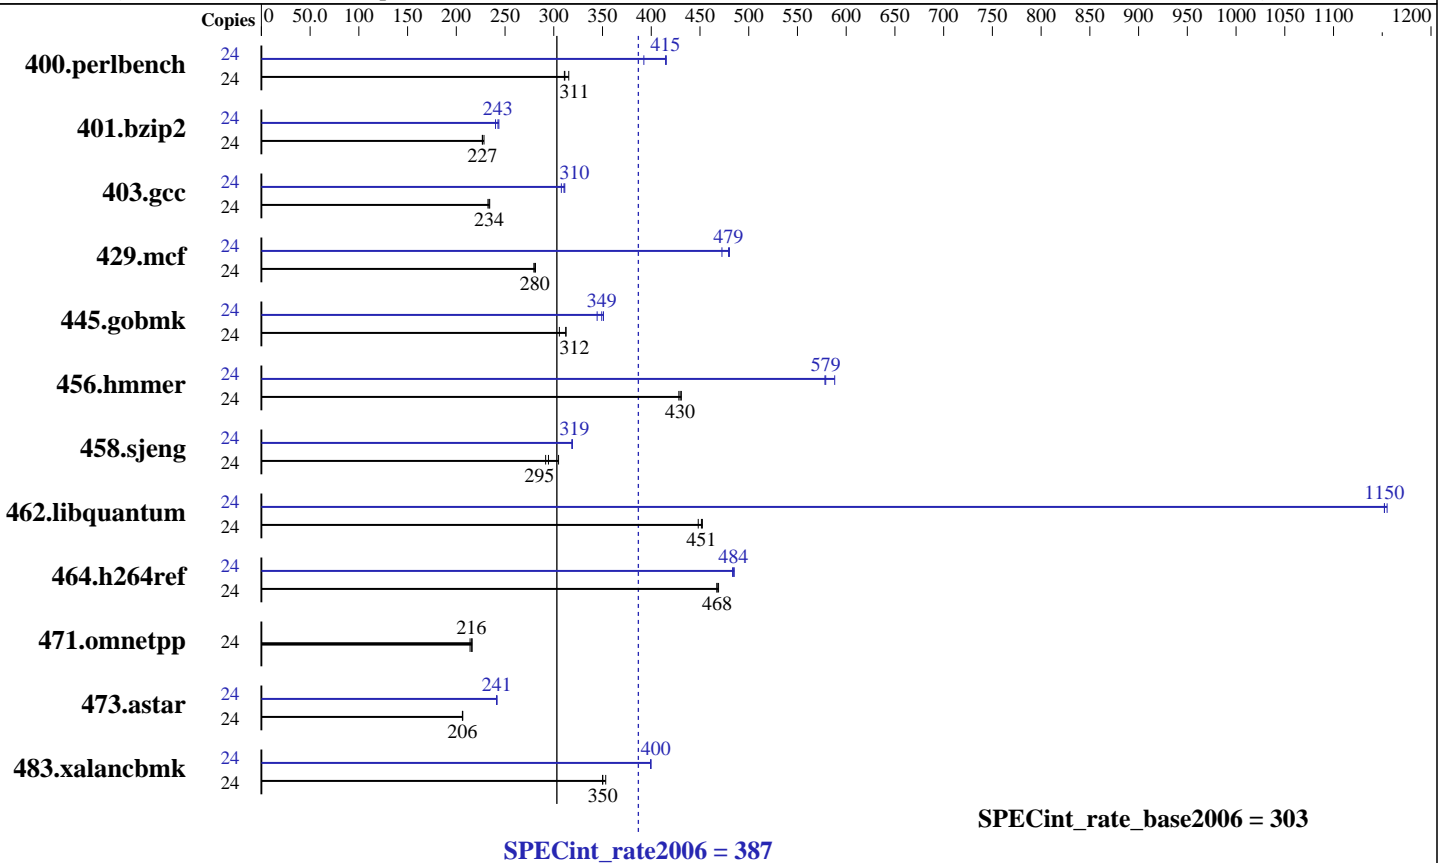 Copies 0 50.0 100 150 200 250 300 350 400 450 500 550 600 650 700 750 800 850 900 950 1000 1050 1100 1200
400.perlbench 24 415
24 311
401.bzip2 24 243
24 227
403.gcc 24 310
24 234
429.mcf 24 479
24 280
445.gobmk 24 349
24 312
456.hmmer 24 579
24 430
458.sjeng 24 319
24 295
462.libquantum 24 1150
24 451
464.h264ref 24 484
24 468
471.omnetpp 24 216
473.astar 24 241
24 206
483.xalancbmk 24 400
24 350
SPECint_rate_base2006 = 303
SPECint_rate2006 = 387